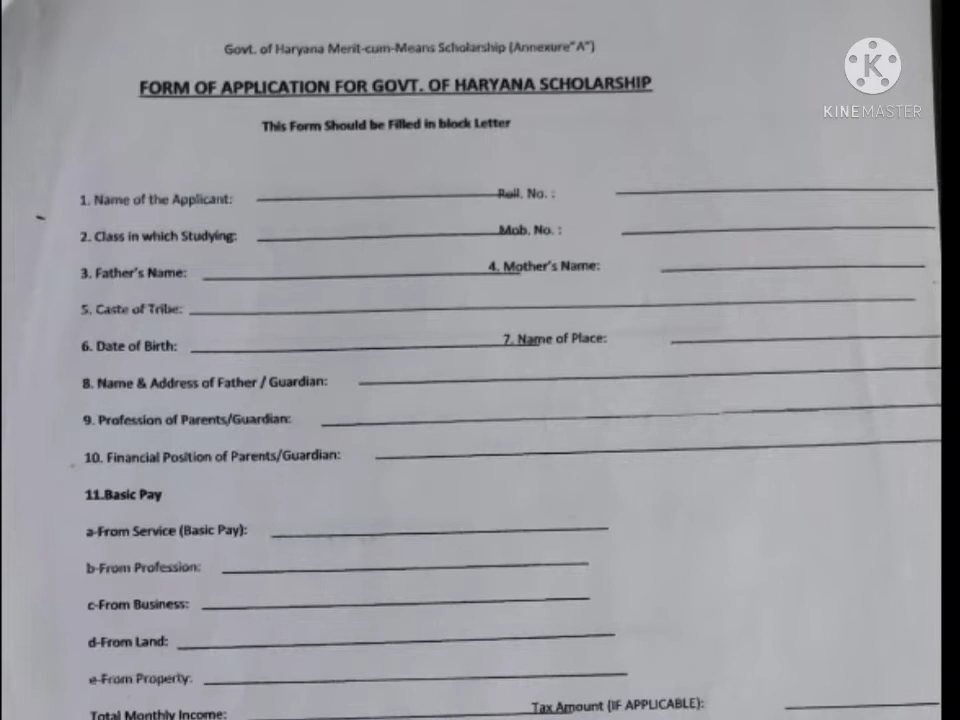 Govt. of Haryana Merit-cum-Means Scholarship (Annexure"A")
FORM OF APPLICATION FOR GOVT. OF HARYANA SCHOLARSHIP
This Form Should be Filled in block Letter
K
KINEMASTER
1. Name of the Applicant: Roll. No. :
2. Class in which Studying: Mob. No. :
3. Father's Name: 4. Mother's Name:
5. Caste of Tribe:
6. Date of Birth: 7. Name of Place:
8. Name & Address of Father / Guardian:
9. Profession of Parents/Guardian:
10. Financial Position of Parents/Guardian:
11.Basic Pay
a-From Service (Basic Pay):
b-From Profession:
c-From Business:
d-From Land:
e-From Property:
Total Monthly Income: Tax Amount (IF APPLICABLE):